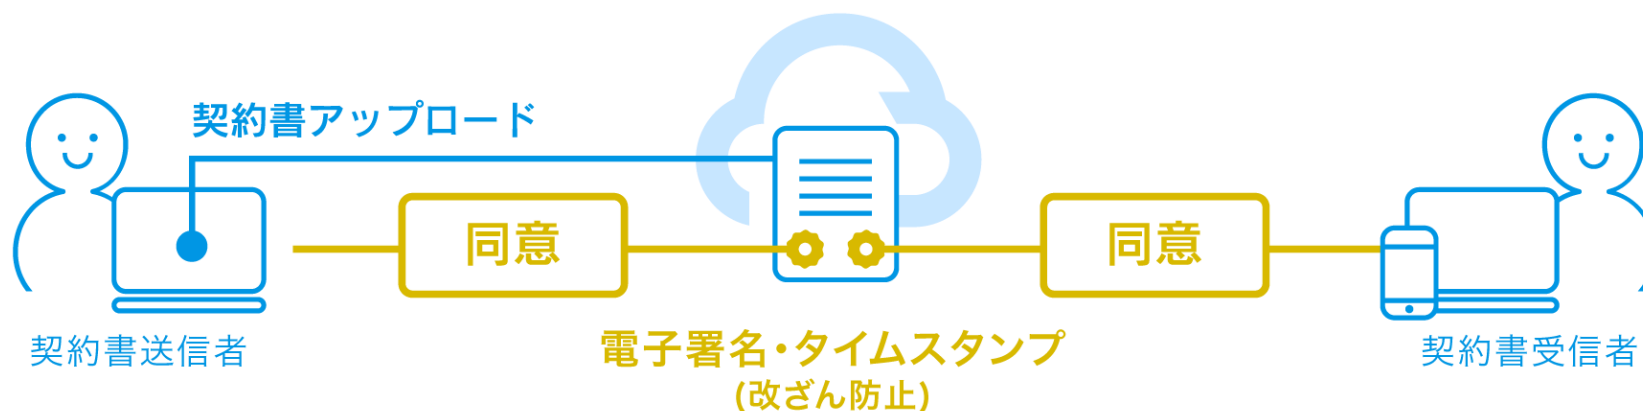 契約書アップロード
同意
同意
契約書送信者
電子署名・タイムスタンプ
(改ざん防止)
契約書受信者